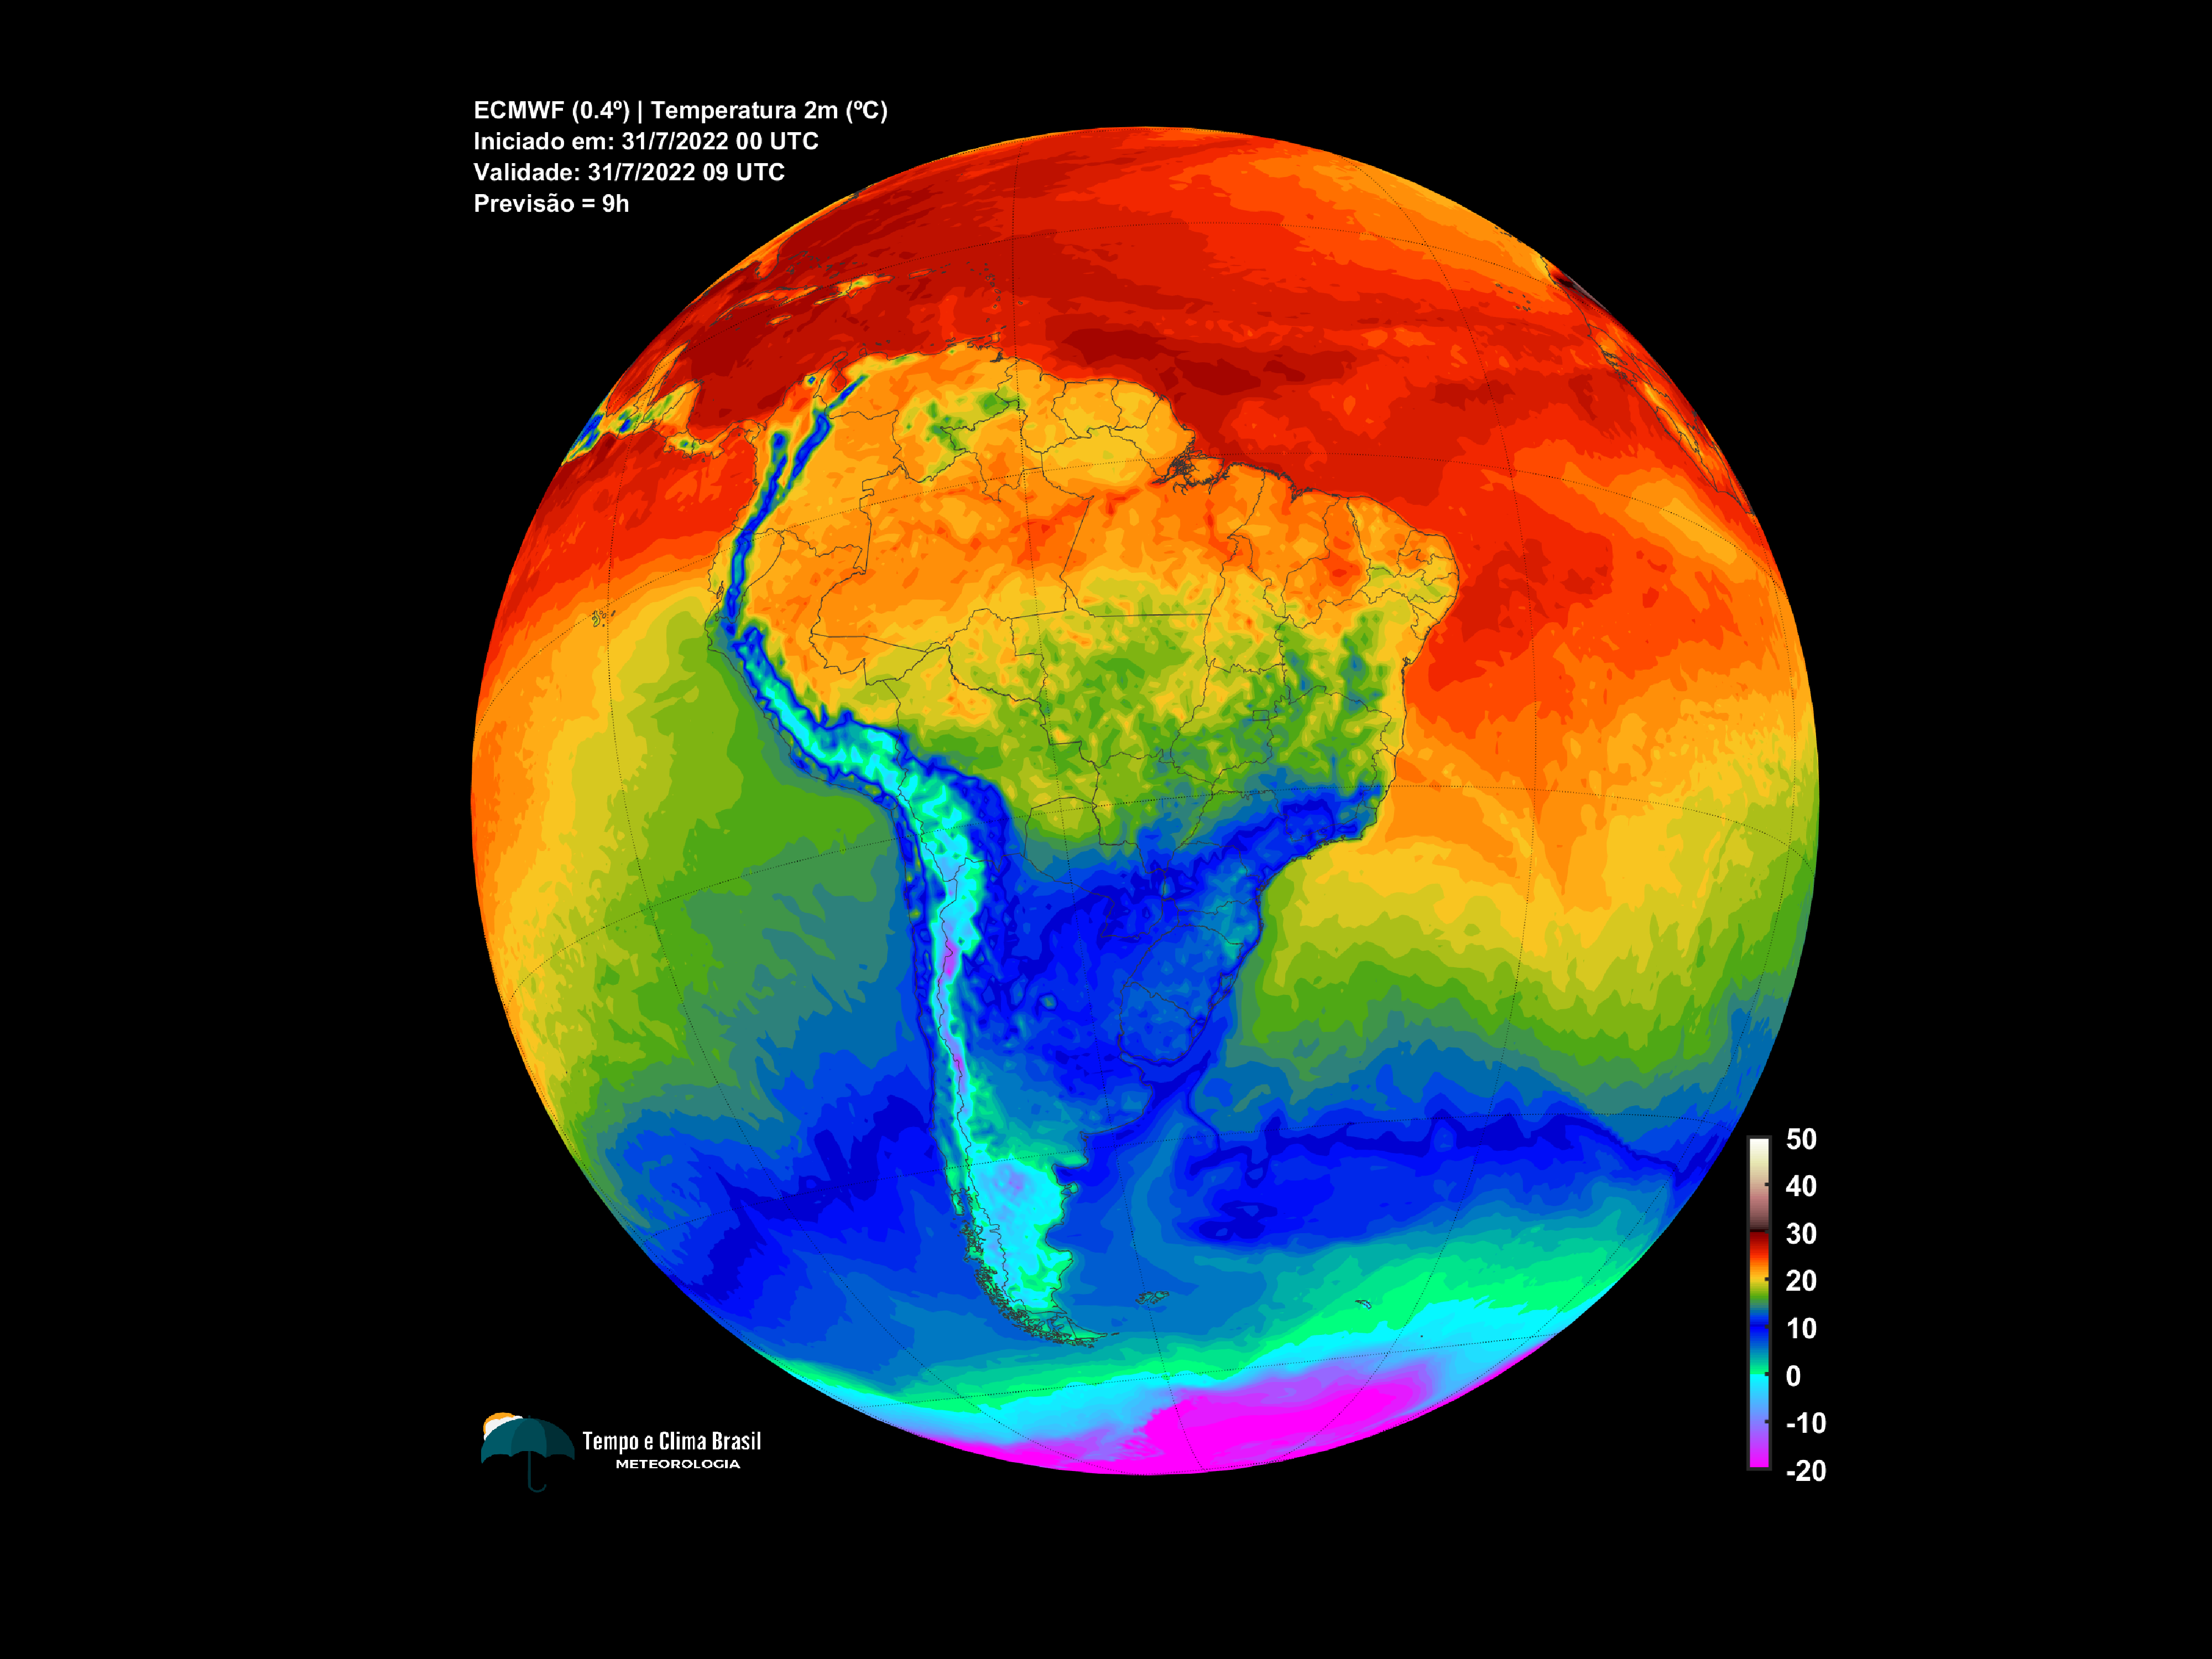 ECMWF (0.4º) | Temperatura 2m (ºC)
Iniciado em: 31/7/2022 00 UTC
Validade: 31/7/2022 09 UTC
Previsão = 9h
50
40
30
20
10
0
-10
-20
Tempo e Clima Brasil
METEOROLOGIA